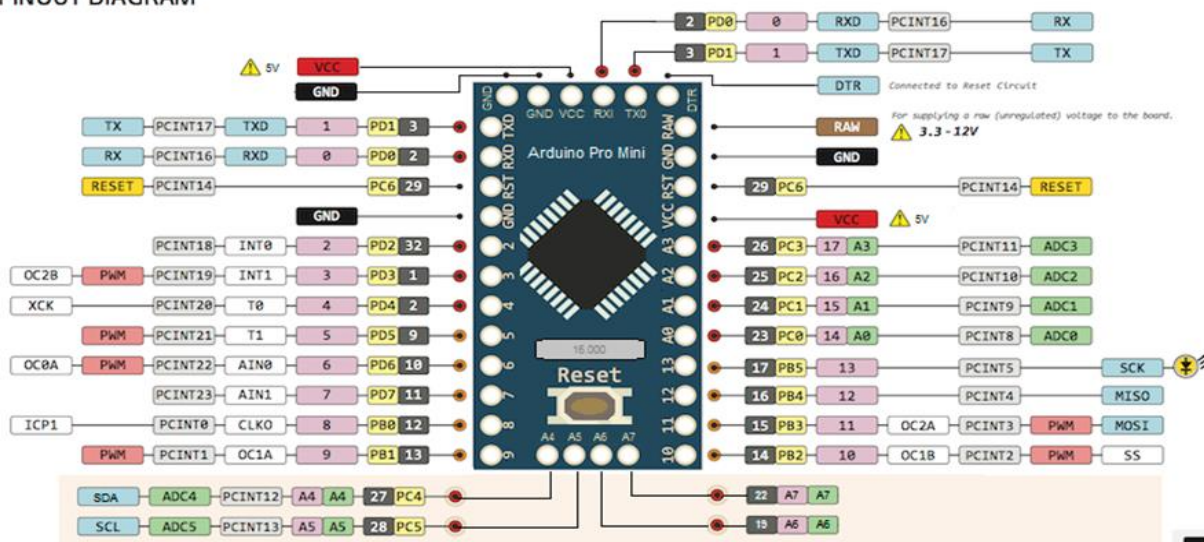 PINOUT DIAGRAM
2 PD0 0 RXD PCINT16 RX
3 PD1 1 TXD PCINT17 TX
5V VCC
GND
DTR Connected to Reset Circuit
For supplying a raw (unregulated) voltage to the board.
RAW 3.3 - 12V
GND
TX PCINT17 TXD 1 PD1 3
RX PCINT16 RXD 0 PD0 2
RESET PCINT14 PC6 29
GND
PCINT18 INT0 2 PD2 32
OC2B PWM PCINT19 INT1 3 PD3 1
XCK PCINT20 T0 4 PD4 2
PWM PCINT21 T1 5 PD5 9
OC0A PWM PCINT22 AIN0 6 PD6 10
PCINT23 AIN1 7 PD7 11
ICP1 PCINT0 CLKO 8 PB0 12
PWM PCINT1 OC1A 9 PB1 13
GND GND VCC RXI TX0 DTR
TXD RAW
RXD GND
RST RST
GND VCC
2 A3
3 A2
4 A1
5 A0
6 13
7 12
8 11
9 10
Arduino Pro Mini
16.000
Reset
A4 A5 A6 A7
29 PC6 PCINT14 RESET
VCC 5V
26 PC3 17 A3 PCINT11 ADC3
25 PC2 16 A2 PCINT10 ADC2
24 PC1 15 A1 PCINT9 ADC1
23 PC0 14 A0 PCINT8 ADC0
17 PB5 13 PCINT5 SCK
16 PB4 12 PCINT4 MISO
15 PB3 11 OC2A PCINT3 PWM MOSI
14 PB2 10 OC1B PCINT2 PWM SS
SDA ADC4 PCINT12 A4 A4 27 PC4
SCL ADC5 PCINT13 A5 A5 28 PC5
22 A7 A7
19 A6 A6